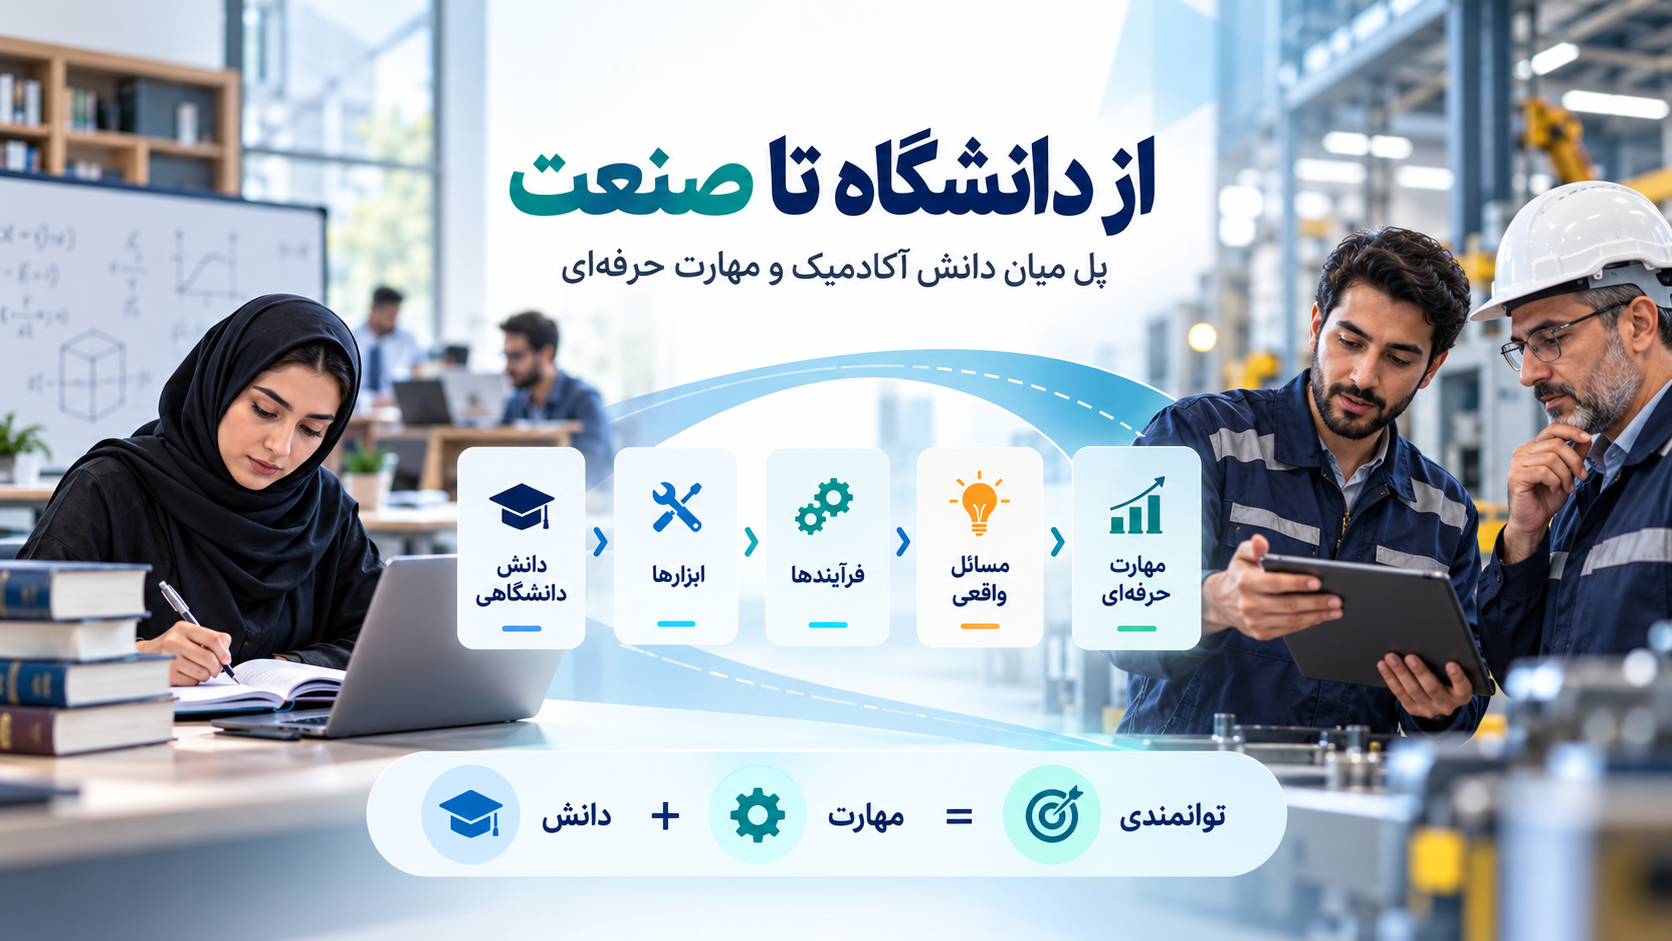 از دانشگاه تا صنعت
پل میان دانش آکادمیک و مهارت حرفه‌ای
دانش
دانشگاهی
ابزارها
فرآیندها
مسائل
واقعی
مهارت
حرفه‌ای
دانش + مهارت = توانمندی